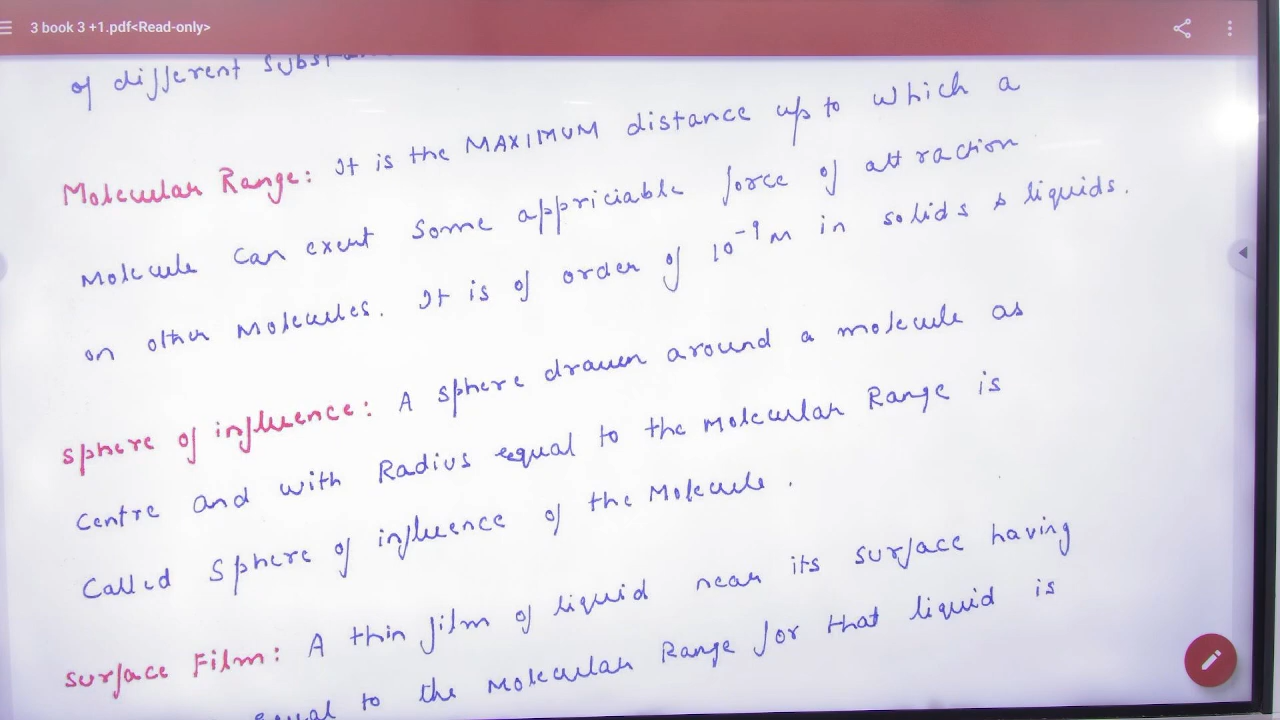 3 book 3 +1.pdf<Read-only>
of different
Molecular Range: It is the MAXIMUM distance up to which a
Molecule can exert some appriciable force of attraction
on other Molecules. It is of order of 10⁻⁹ m in solids & liquids.
Sphere of influence: A sphere drawn around a molecule as
Centre and with Radius equal to the Molecular Range is
Called Sphere of influence of the Molecule.
Surface Film: A thin film of liquid near its surface having
equal to the Molecular Range for that liquid is